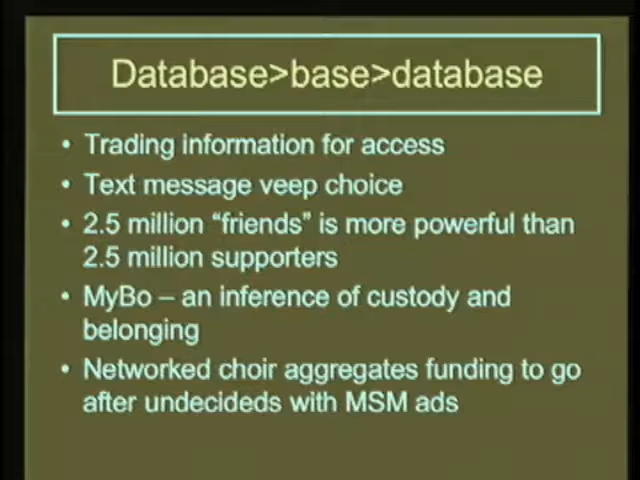 Database>base>database
• Trading information for access
• Text message veep choice
• 2.5 million “friends” is more powerful than
2.5 million supporters
• MyBo – an inference of custody and
belonging
• Networked choir aggregates funding to go
after undecideds with MSM ads